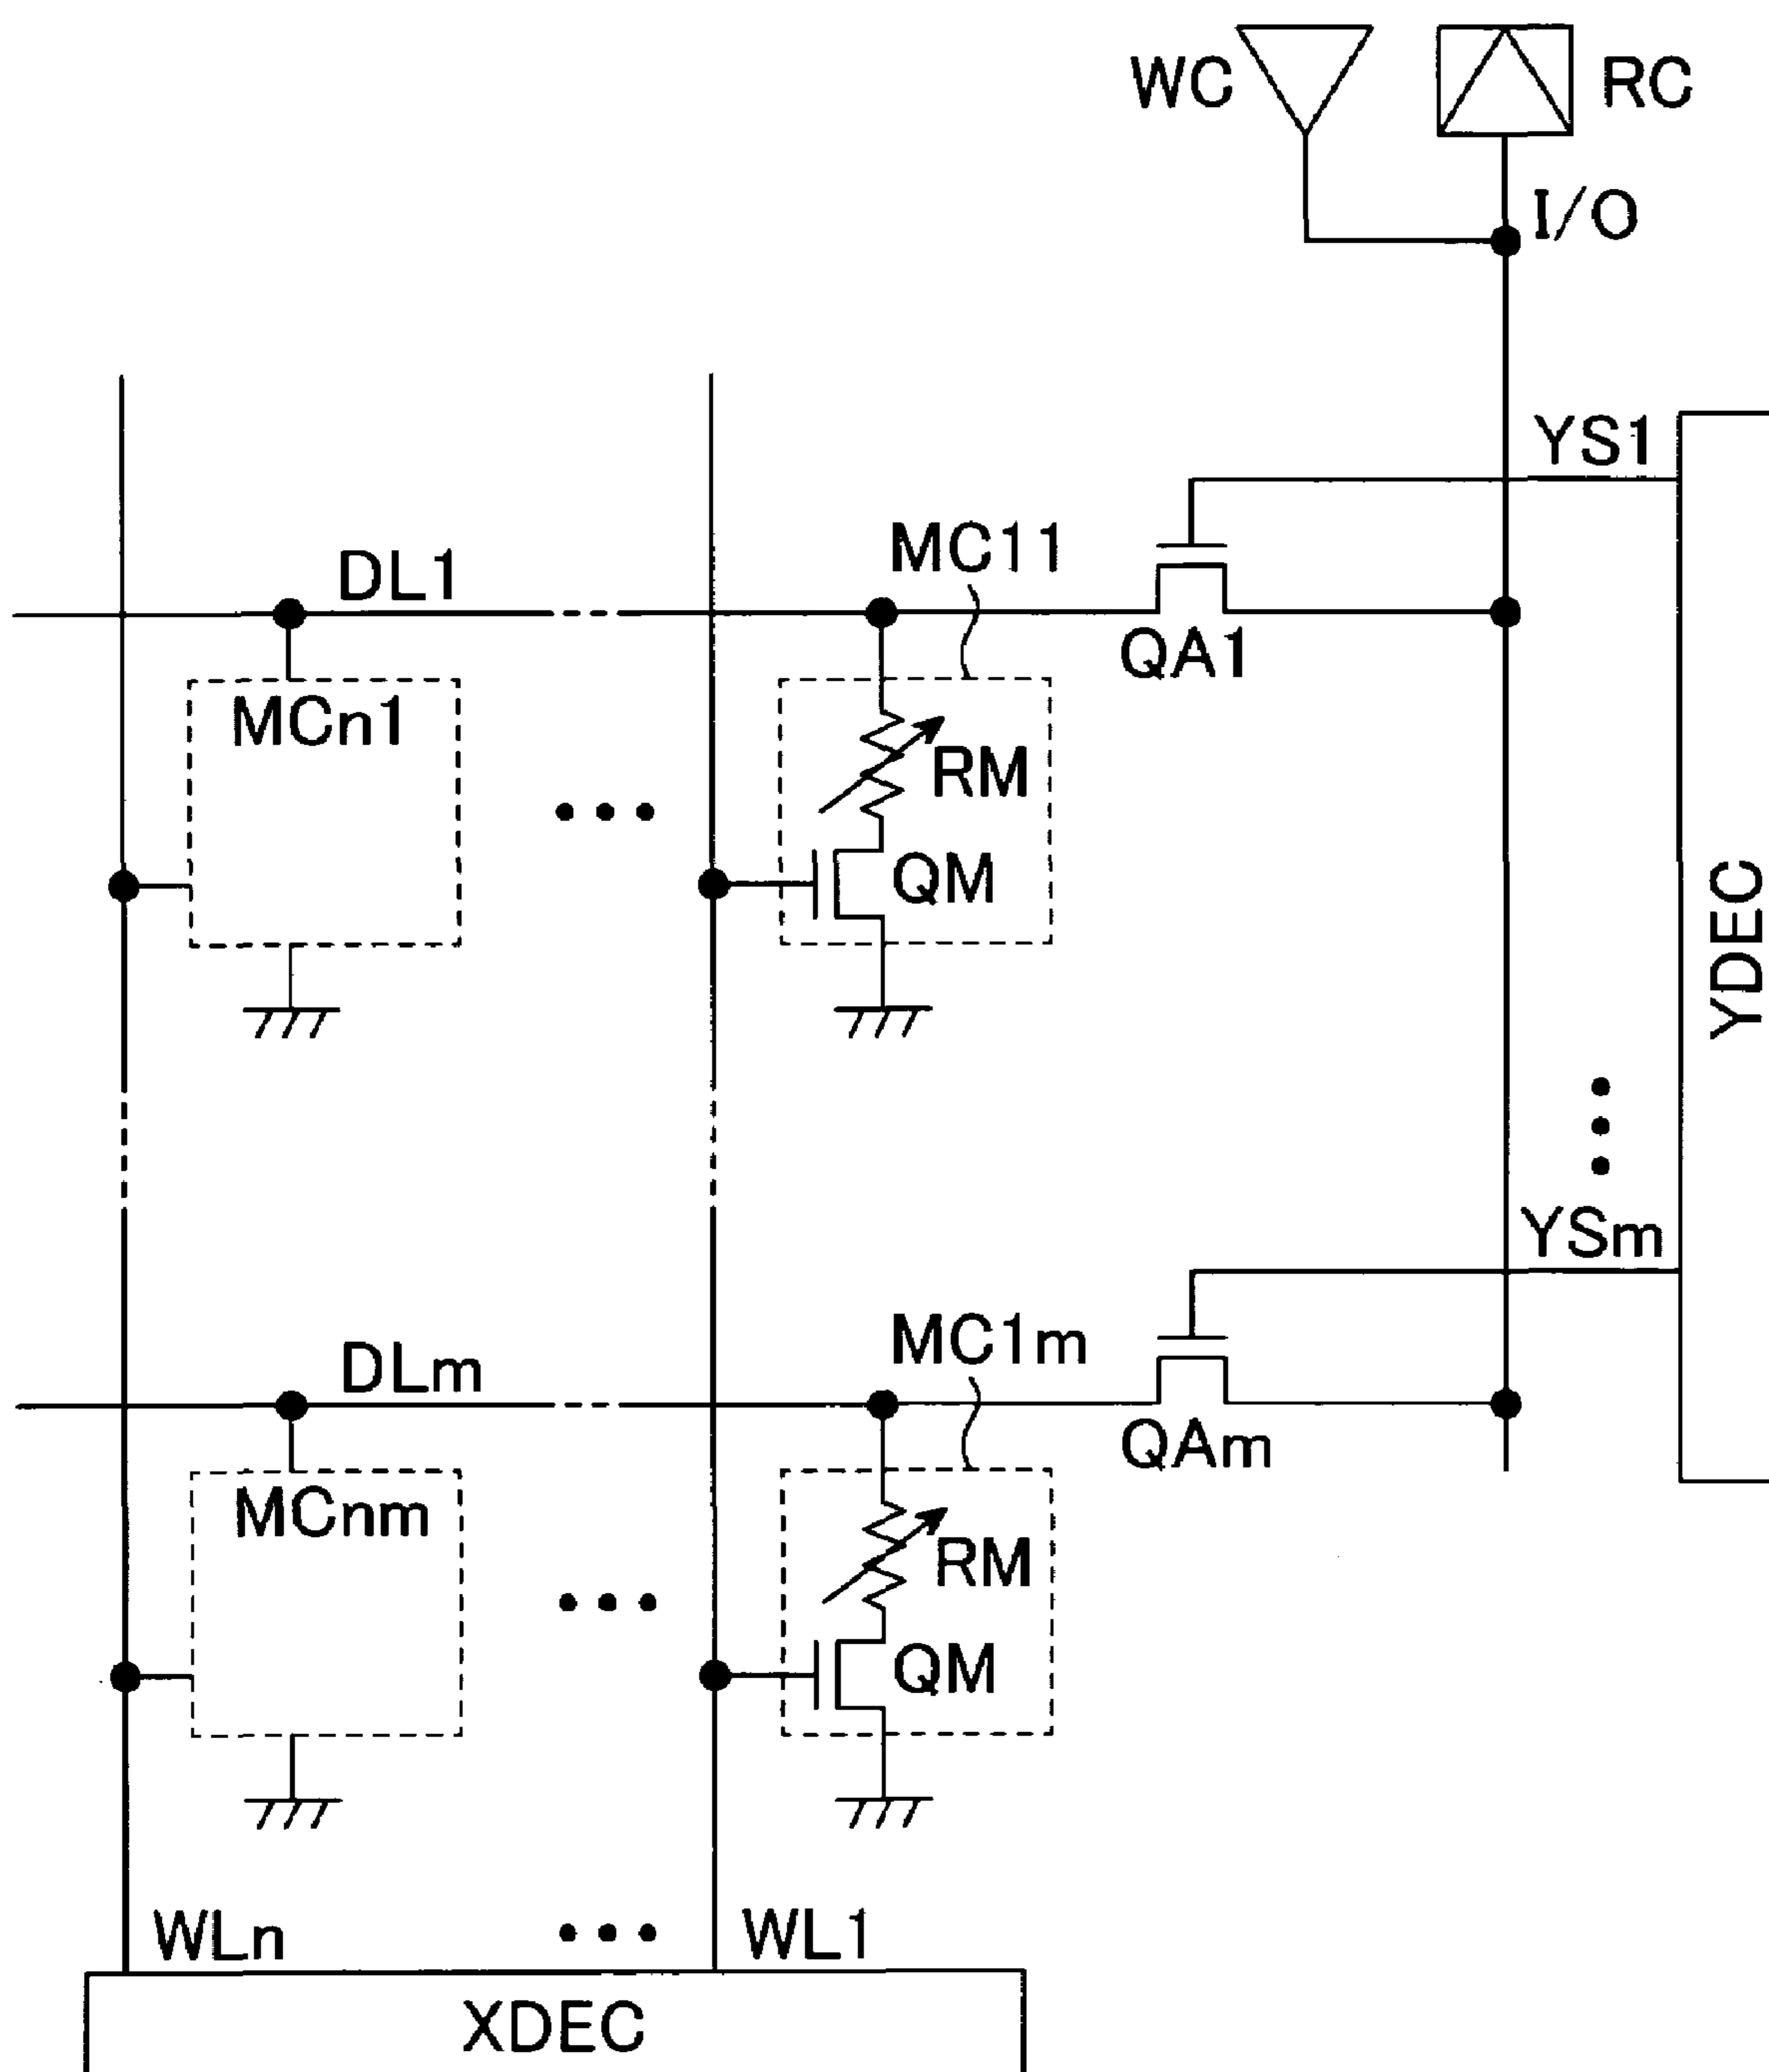 WC
RC
I/O
YS1
MC11
DL1
QA1
MCn1
RM
QM
YDEC
YSm
MC1m
DLm
QAm
MCnm
RM
QM
WLn
WL1
XDEC